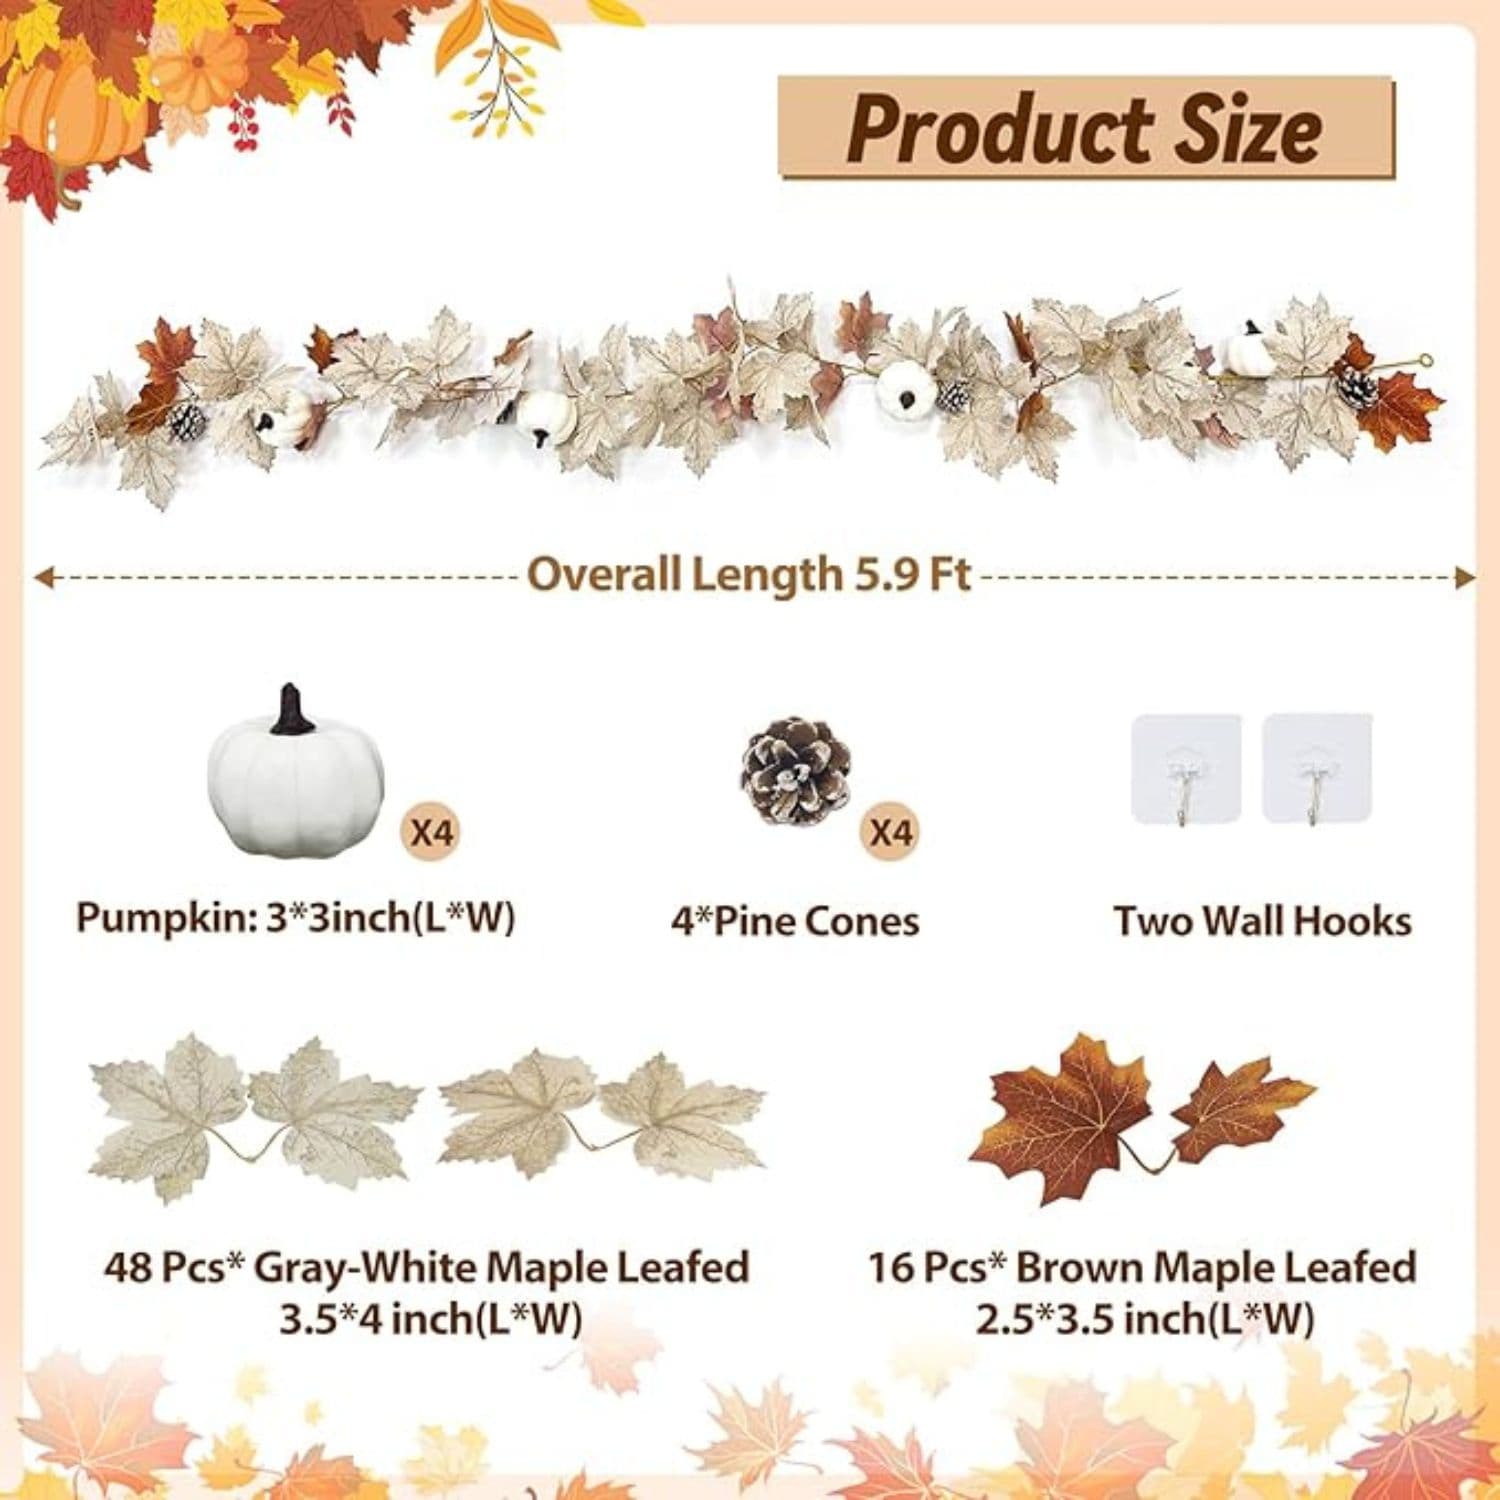 Product Size
Overall Length 5.9 Ft
X4
X4
Pumpkin: 3*3inch(L*W)
4*Pine Cones
Two Wall Hooks
48 Pcs* Gray-White Maple Leafed
3.5*4 inch(L*W)
16 Pcs* Brown Maple Leafed
2.5*3.5 inch(L*W)